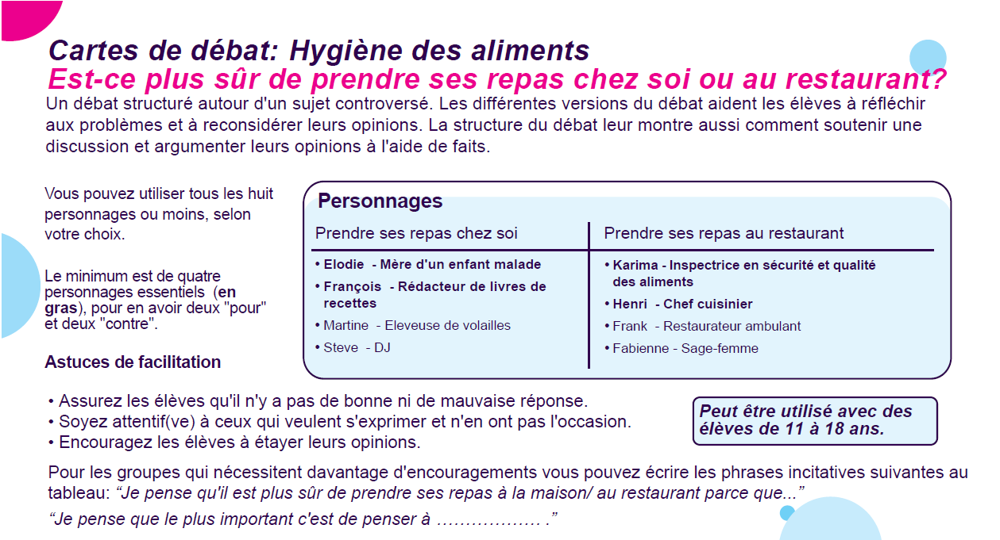 Cartes de débat: Hygiène des aliments
Est-ce plus sûr de prendre ses repas chez soi ou au restaurant?
Un débat structuré autour d'un sujet controversé. Les différentes versions du débat aident les élèves à réfléchir
aux problèmes et à reconsidérer leurs opinions. La structure du débat leur montre aussi comment soutenir une
discussion et argumenter leurs opinions à l'aide de faits.
Vous pouvez utiliser tous les huit
personnages ou moins, selon
votre choix.
Le minimum est de quatre
personnages essentiels (en
gras), pour en avoir deux "pour"
et deux "contre".
Personnages
Prendre ses repas chez soi
• Elodie - Mère d'un enfant malade
• François - Rédacteur de livres de
recettes
• Martine - Eleveuse de volailles
• Steve - DJ
Prendre ses repas au restaurant
• Karima - Inspectrice en sécurité et qualité
des aliments
• Henri - Chef cuisinier
• Frank - Restaurateur ambulant
• Fabienne - Sage-femme
Astuces de facilitation
• Assurez les élèves qu'il n'y a pas de bonne ni de mauvaise réponse.
• Soyez attentif(ve) à ceux qui veulent s'exprimer et n'en ont pas l'occasion.
• Encouragez les élèves à étayer leurs opinions.
Peut être utilisé avec des
élèves de 11 à 18 ans.
Pour les groupes qui nécessitent davantage d'encouragements vous pouvez écrire les phrases incitatives suivantes au
tableau: “Je pense qu'il est plus sûr de prendre ses repas à la maison/ au restaurant parce que...”
“Je pense que le plus important c'est de penser à ……………… .”